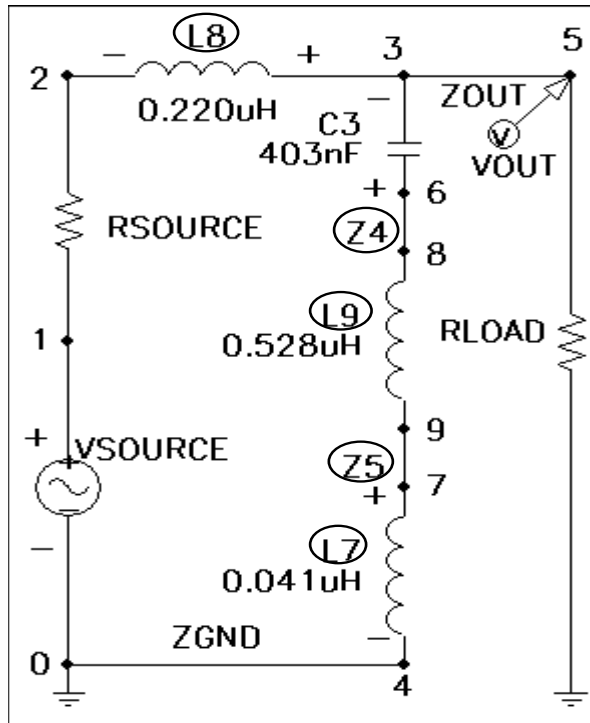 L8
2
−
+
3
5
0.220uH
ZOUT
−
C3
403nF
V
VOUT
+
6
RSOURCE
Z4
8
1
L9
0.528uH
RLOAD
+
VSOURCE
+
9
Z5
−
−
+
7
L7
0.041uH
ZGND
−
0
4